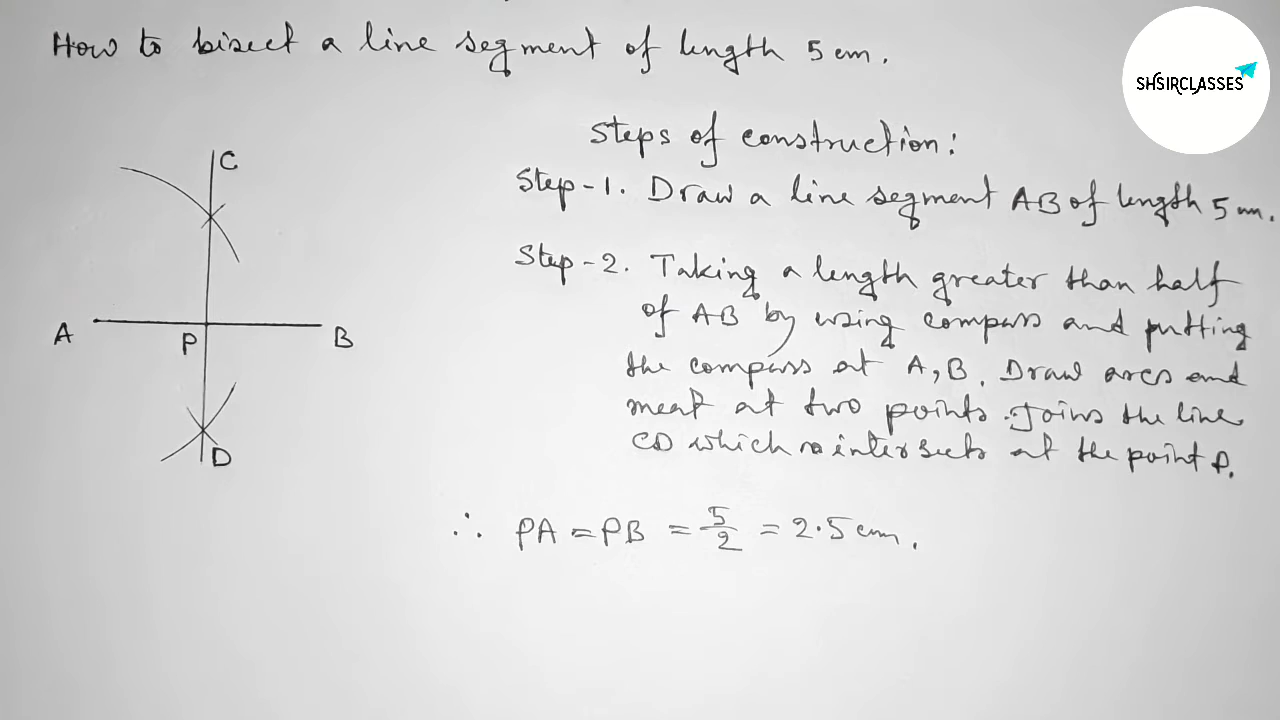 How to bisect a line segment of length 5 cm.
SHSIRCLASSES
Steps of construction:
C
Step-1. Draw a line segment AB of length 5 cm.
Step-2. Taking a length greater than half
of AB by using compass and putting
A P B
the compass at A, B. Draw arcs and
meat at two points. Joins the line
CD which intersects at the point P.
D
∴ PA = PB = 5/2 = 2.5 cm.